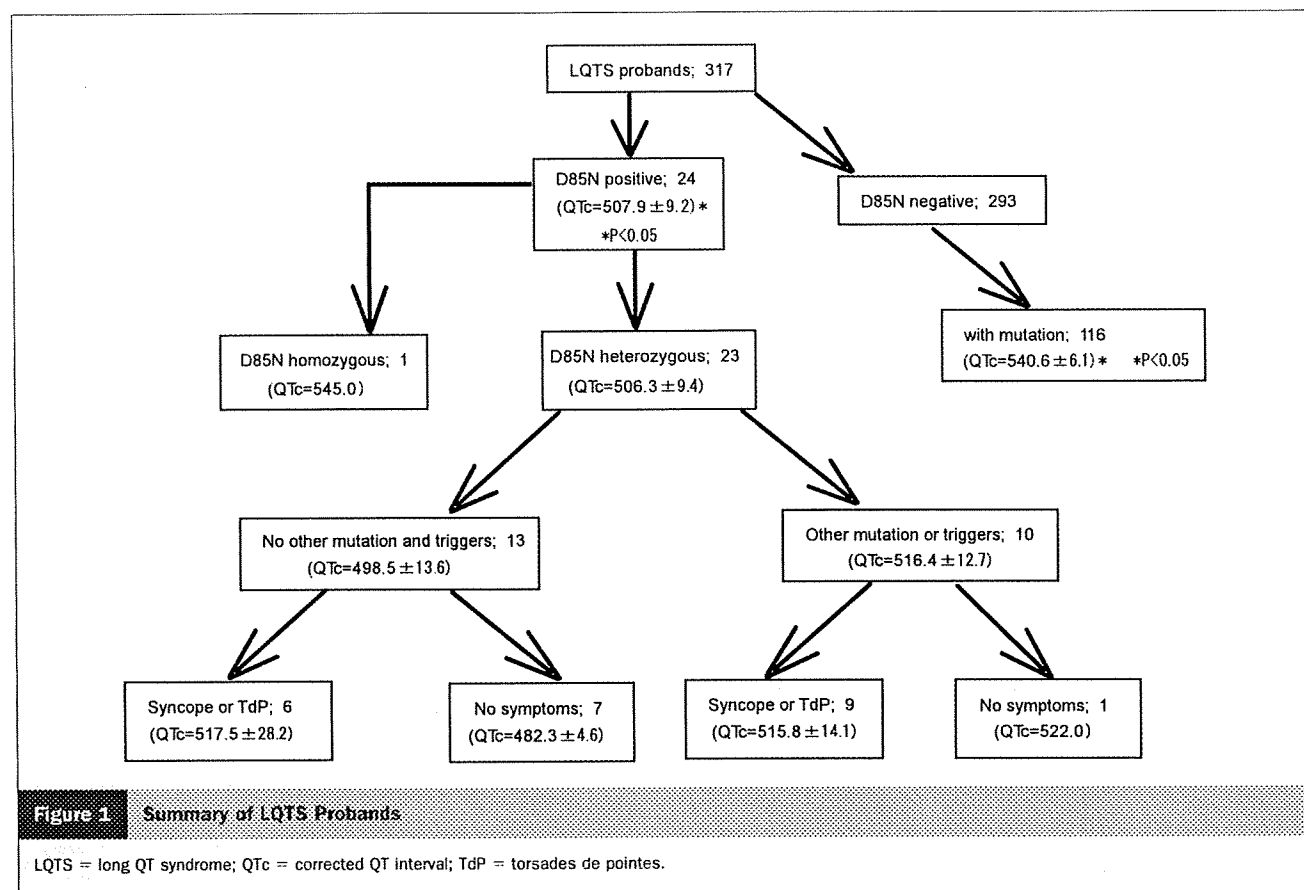 LQTS probands; 317
D85N positive; 24
(QTc=507.9±9.2)*
*P<0.05
D85N negative; 293
D85N homozygous; 1
(QTc=545.0)
D85N heterozygous; 23
(QTc=506.3±9.4)
with mutation; 116
(QTc=540.6±6.1)* *P<0.05
No other mutation and triggers; 13
(QTc=498.5±13.6)
Other mutation or triggers; 10
(QTc=516.4±12.7)
Syncope or TdP; 6
(QTc=517.5±28.2)
No symptoms; 7
(QTc=482.3±4.6)
Syncope or TdP; 9
(QTc=515.8±14.1)
No symptoms; 1
(QTc=522.0)
Figure 1 Summary of LQTS Probands
LQTS = long QT syndrome; QTc = corrected QT interval; TdP = torsades de pointes.